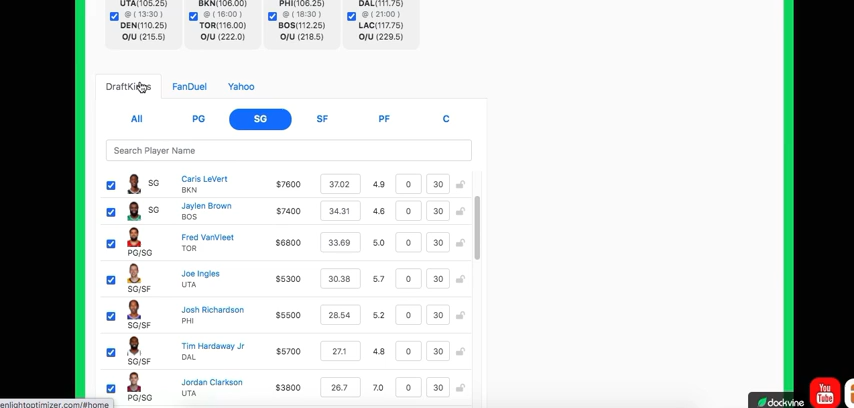 UTA(105.25) BKN(106.00) PHI(106.25) DAL(111.75)
@ ( 13:30 ) @ ( 16:00 ) @ ( 18:30 ) @ ( 21:00 )
DEN(110.25) TOR(116.00) BOS(112.25) LAC(117.75)
O/U ( 215.5) O/U ( 222.0) O/U ( 218.5) O/U ( 229.5)
DraftKings FanDuel Yahoo
All PG SG SF PF C
Search Player Name
SG Caris LeVert $7600 37.02 4.9 0 30
BKN
SG Jaylen Brown $7400 34.31 4.6 0 30
BOS
Fred VanVleet $6800 33.69 5.0 0 30
TOR
PG/SG
Joe Ingles $5300 30.38 5.7 0 30
UTA
SG/SF
Josh Richardson $5500 28.54 5.2 0 30
PHI
SG/SF
Tim Hardaway Jr $5700 27.1 4.8 0 30
DAL
SG/SF
Jordan Clarkson $3800 26.7 7.0 0 30
UTA
PG/SG
enlightoptimizer.com/#home
dockvine
You
Tube